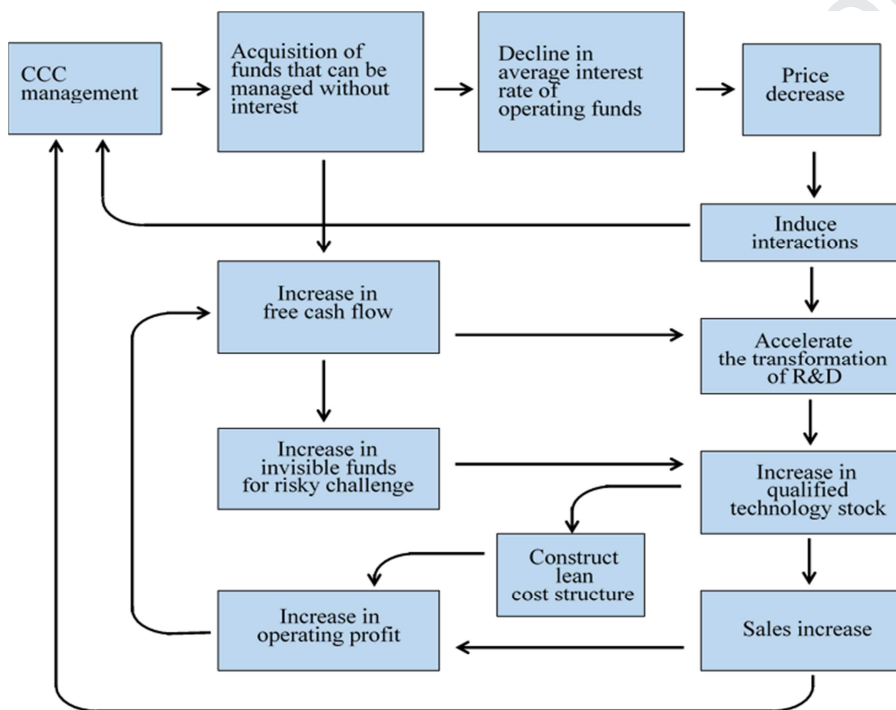 CCC
management
Acquisition of
funds that can be
managed without
interest
Decline in
average interest
rate of
operating funds
Price
decrease
Induce
interactions
Increase in
free cash flow
Accelerate
the transformation
of R&D
Increase in
invisible funds
for risky challenge
Increase in
qualified
technology stock
Construct
lean
cost structure
Increase in
operating profit
Sales increase